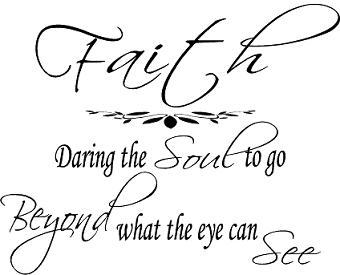 Faith
Daring the Soul to go
Beyond what the eye can
See